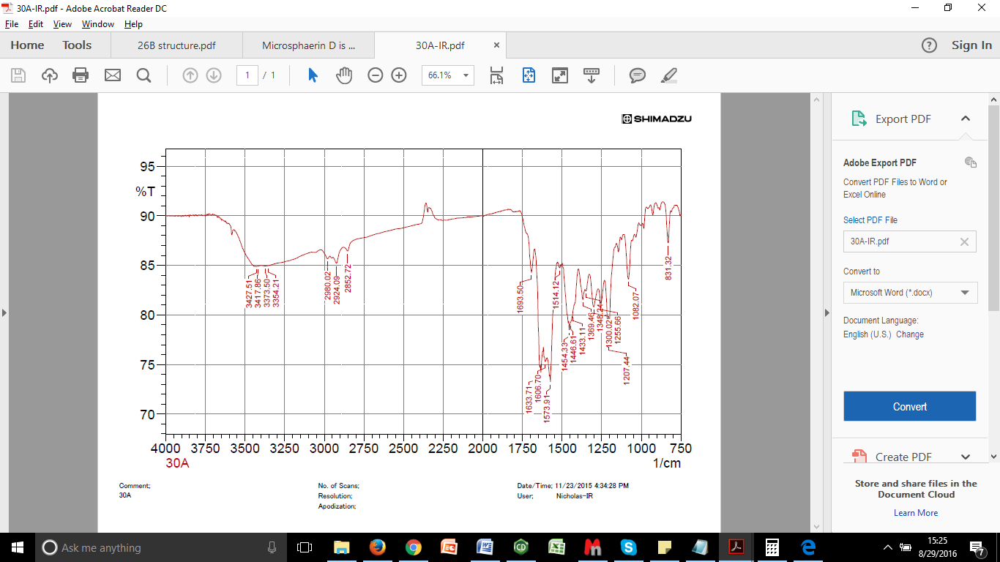 30A-IR.pdf - Adobe Acrobat Reader DC
File Edit View Window Help
Home Tools 26B structure.pdf Microsphaerin D is ... 30A-IR.pdf × Sign In
1 / 1 66.1%
SHIMADZU
95
%T
90
85
80
75
70
3427.51
3417.86
3373.50
3354.21
2980.02
2924.09
2852.72
1693.50
1633.71
1606.70
1573.91
1514.12
1454.33
1446.61
1433.11
1369.46
1348.24
1300.02
1255.66
1207.44
1082.07
831.32
4000 3750 3500 3250 3000 2750 2500 2250 2000 1750 1500 1250 1000 750
30A 1/cm
Comment; No. of Scans; Date/Time; 11/23/2015 4:34:28 PM
30A Resolution; User; Nicholas-IR
Apodization;
Export PDF
Adobe Export PDF
Convert PDF Files to Word or
Excel Online
Select PDF File
30A-IR.pdf
Convert to
Microsoft Word (*.docx)
Document Language:
English (U.S.) Change
Convert
Create PDF
Store and share files in the
Document Cloud
Learn More
Ask me anything
15:25
8/29/2016
7